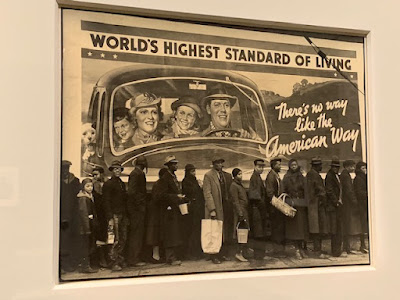 WORLD'S HIGHEST STANDARD OF LIVING
There's no way
like the
American Way